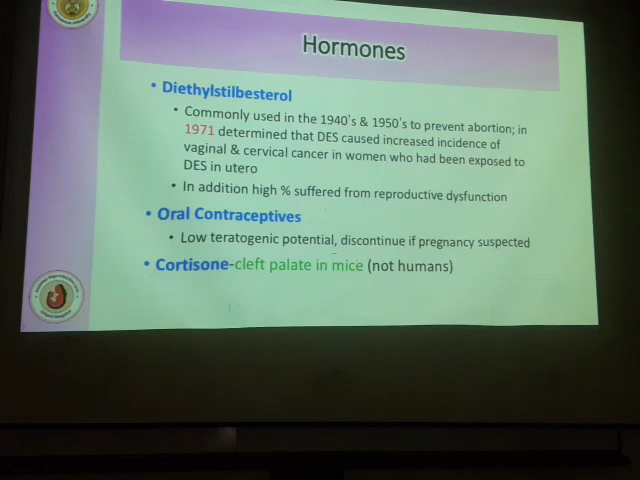 Hormones
• Diethylstilbesterol
• Commonly used in the 1940's & 1950's to prevent abortion; in
1971 determined that DES caused increased incidence of
vaginal & cervical cancer in women who had been exposed to
DES in utero
• In addition high % suffered from reproductive dysfunction
• Oral Contraceptives
• Low teratogenic potential, discontinue if pregnancy suspected
• Cortisone-cleft palate in mice (not humans)